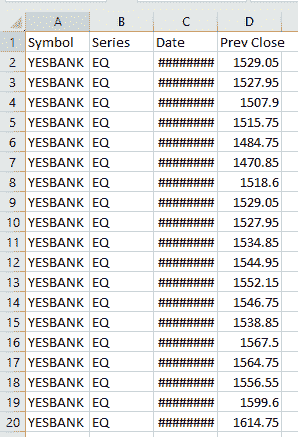 A B C D
1 Symbol Series Date Prev Close
2 YESBANK EQ ######## 1529.05
3 YESBANK EQ ######## 1527.95
4 YESBANK EQ ######## 1507.9
5 YESBANK EQ ######## 1515.75
6 YESBANK EQ ######## 1484.75
7 YESBANK EQ ######## 1470.85
8 YESBANK EQ ######## 1518.6
9 YESBANK EQ ######## 1529.05
10 YESBANK EQ ######## 1527.95
11 YESBANK EQ ######## 1534.85
12 YESBANK EQ ######## 1544.95
13 YESBANK EQ ######## 1552.15
14 YESBANK EQ ######## 1546.75
15 YESBANK EQ ######## 1538.85
16 YESBANK EQ ######## 1567.5
17 YESBANK EQ ######## 1564.75
18 YESBANK EQ ######## 1556.55
19 YESBANK EQ ######## 1599.6
20 YESBANK EQ ######## 1614.75